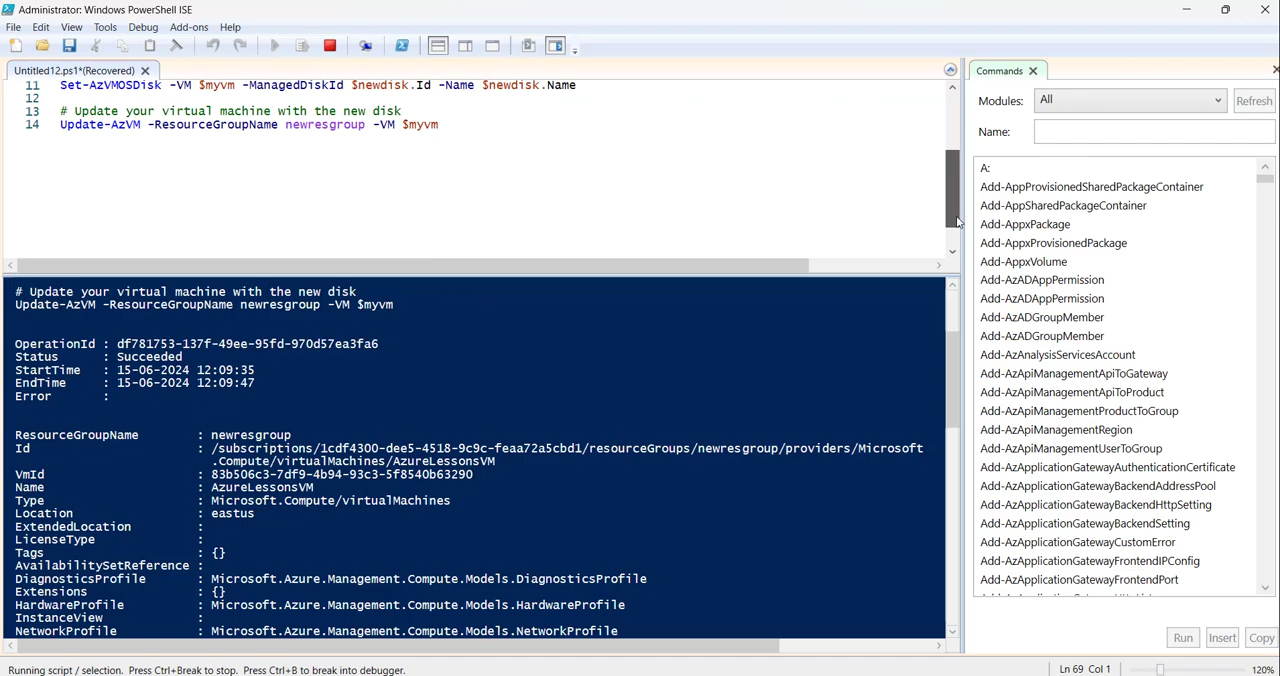 Administrator: Windows PowerShell ISE
File Edit View Tools Debug Add-ons Help
Untitled12.ps1*(Recovered)
11 Set-AzVMOSDisk -VM $myvm -ManagedDiskId $newdisk.Id -Name $newdisk.Name
12
13 # Update your virtual machine with the new disk
14 Update-AzVM -ResourceGroupName newresgroup -VM $myvm
# Update your virtual machine with the new disk
Update-AzVM -ResourceGroupName newresgroup -VM $myvm
OperationId : df781753-137f-49ee-95fd-970d57ea3fa6
Status : Succeeded
StartTime : 15-06-2024 12:09:35
EndTime : 15-06-2024 12:09:47
Error :
ResourceGroupName : newresgroup
Id : /subscriptions/1cdf4300-dee5-4518-9c9c-feaa72a5cbd1/resourceGroups/newresgroup/providers/Microsoft
.Compute/virtualMachines/AzureLessonsVM
VmId : 83b506c3-7df9-4b94-93c3-5f8540b63290
Name : AzureLessonsVM
Type : Microsoft.Compute/virtualMachines
Location : eastus
ExtendedLocation :
LicenseType :
Tags : {}
AvailabilitySetReference :
DiagnosticsProfile : Microsoft.Azure.Management.Compute.Models.DiagnosticsProfile
Extensions : {}
HardwareProfile : Microsoft.Azure.Management.Compute.Models.HardwareProfile
InstanceView :
NetworkProfile : Microsoft.Azure.Management.Compute.Models.NetworkProfile
Commands
Modules: All Refresh
Name:
A:
Add-AppProvisionedSharedPackageContainer
Add-AppSharedPackageContainer
Add-AppxPackage
Add-AppxProvisionedPackage
Add-AppxVolume
Add-AzADAppPermission
Add-AzADAppPermission
Add-AzADGroupMember
Add-AzADGroupMember
Add-AzAnalysisServicesAccount
Add-AzApiManagementApiToGateway
Add-AzApiManagementApiToProduct
Add-AzApiManagementProductToGroup
Add-AzApiManagementRegion
Add-AzApiManagementUserToGroup
Add-AzApplicationGatewayAuthenticationCertificate
Add-AzApplicationGatewayBackendAddressPool
Add-AzApplicationGatewayBackendHttpSetting
Add-AzApplicationGatewayBackendSetting
Add-AzApplicationGatewayCustomError
Add-AzApplicationGatewayFrontendIPConfig
Add-AzApplicationGatewayFrontendPort
Run Insert Copy
Running script / selection. Press Ctrl+Break to stop. Press Ctrl+B to break into debugger.
Ln 69 Col 1
120%